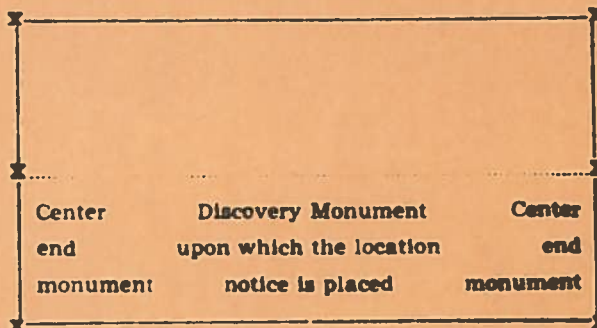 Center Discovery Monument Center
end upon which the location end
monument notice is placed monument